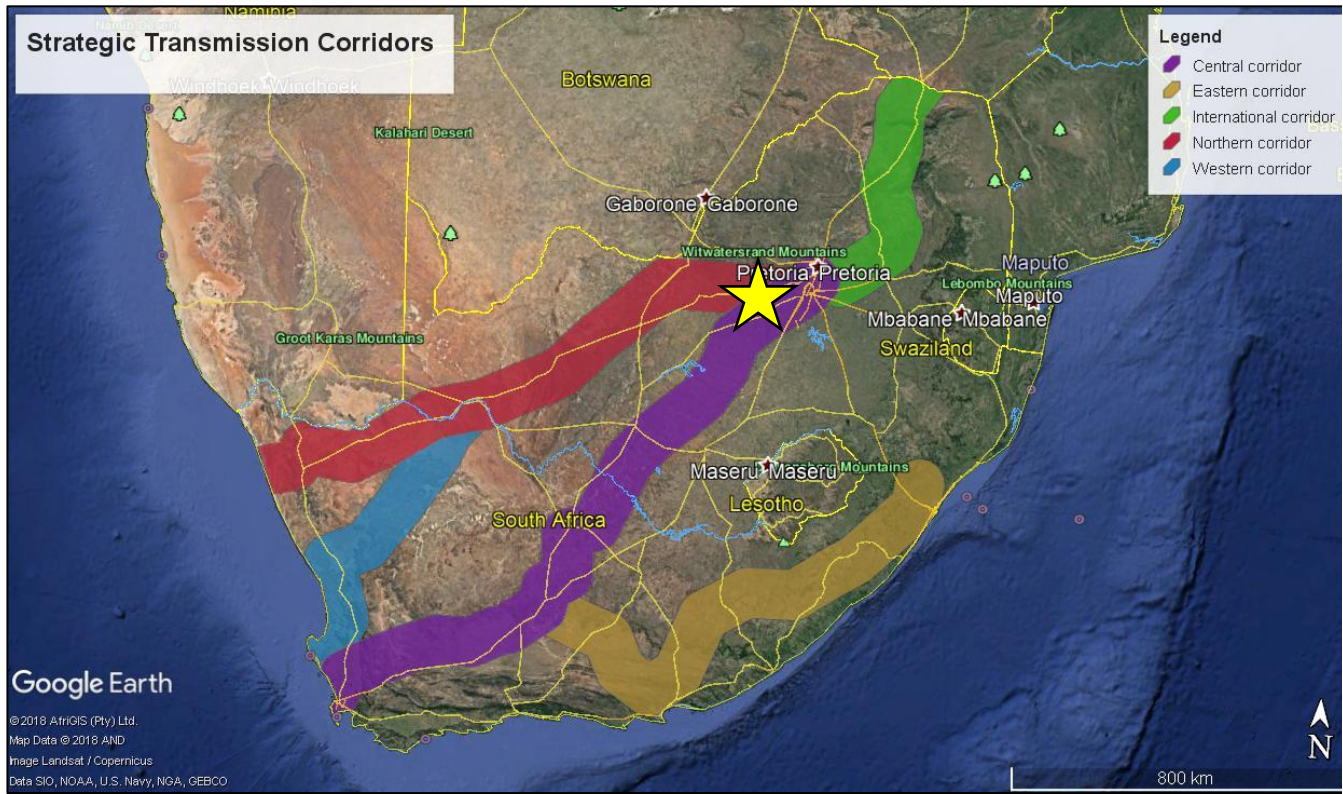 Namibia
Strategic Transmission Corridors
Windhoek Windhoek
Botswana
Kalahari Desert
Legend
Central corridor
Eastern corridor
International corridor
Northern corridor
Western corridor
Gaborone Gaborone
Witwatersrand Mountains
Pretoria Pretoria
Maputo
Lebombo Mountains
Maputo
Mbabane Mbabane
Swaziland
Groot Karas Mountains
Maseru Maseru
Mountains
Lesotho
South Africa
Google Earth
© 2018 AfriGIS (Pty) Ltd.
Map Data © 2018 AND
Image Landsat / Copernicus
Data SIO, NOAA, U.S. Navy, NGA, GEBCO
N
800 km